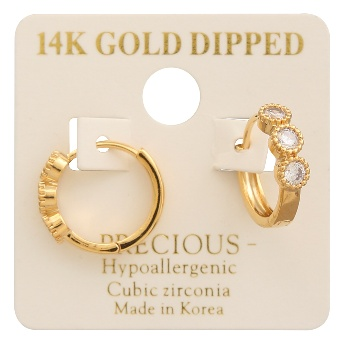 14K GOLD DIPPED
PRECIOUS -
Hypoallergenic
Cubic zirconia
Made in Korea